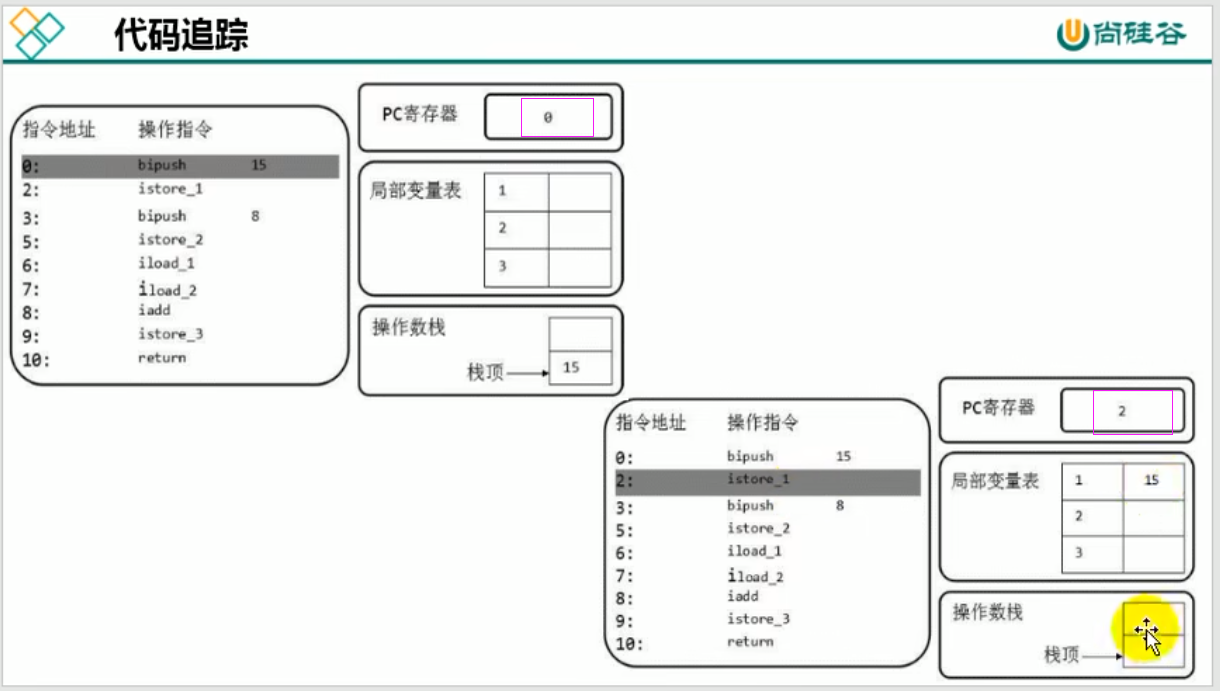 代码追踪
尚硅谷
指令地址 操作指令
0: bipush 15
2: istore_1
3: bipush 8
5: istore_2
6: iload_1
7: iload_2
8: iadd
9: istore_3
10: return
PC寄存器 0
局部变量表
1
2
3
操作数栈
栈顶 15
指令地址 操作指令
0: bipush 15
2: istore_1
3: bipush 8
5: istore_2
6: iload_1
7: iload_2
8: iadd
9: istore_3
10: return
PC寄存器 2
局部变量表
1 15
2
3
操作数栈
栈顶